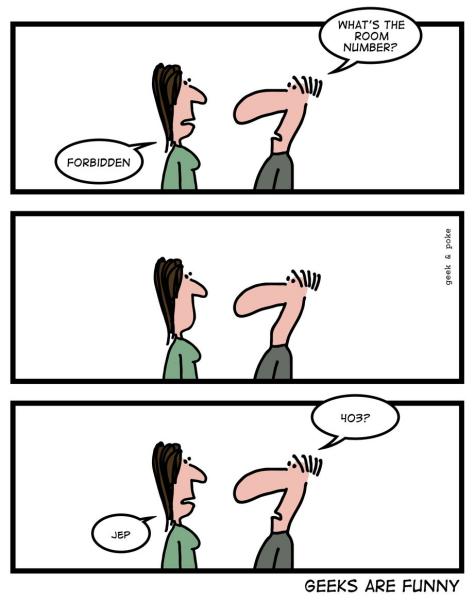 WHAT'S THE
ROOM
NUMBER?
FORBIDDEN
geek & poke
403?
JEP
GEEKS ARE FUNNY